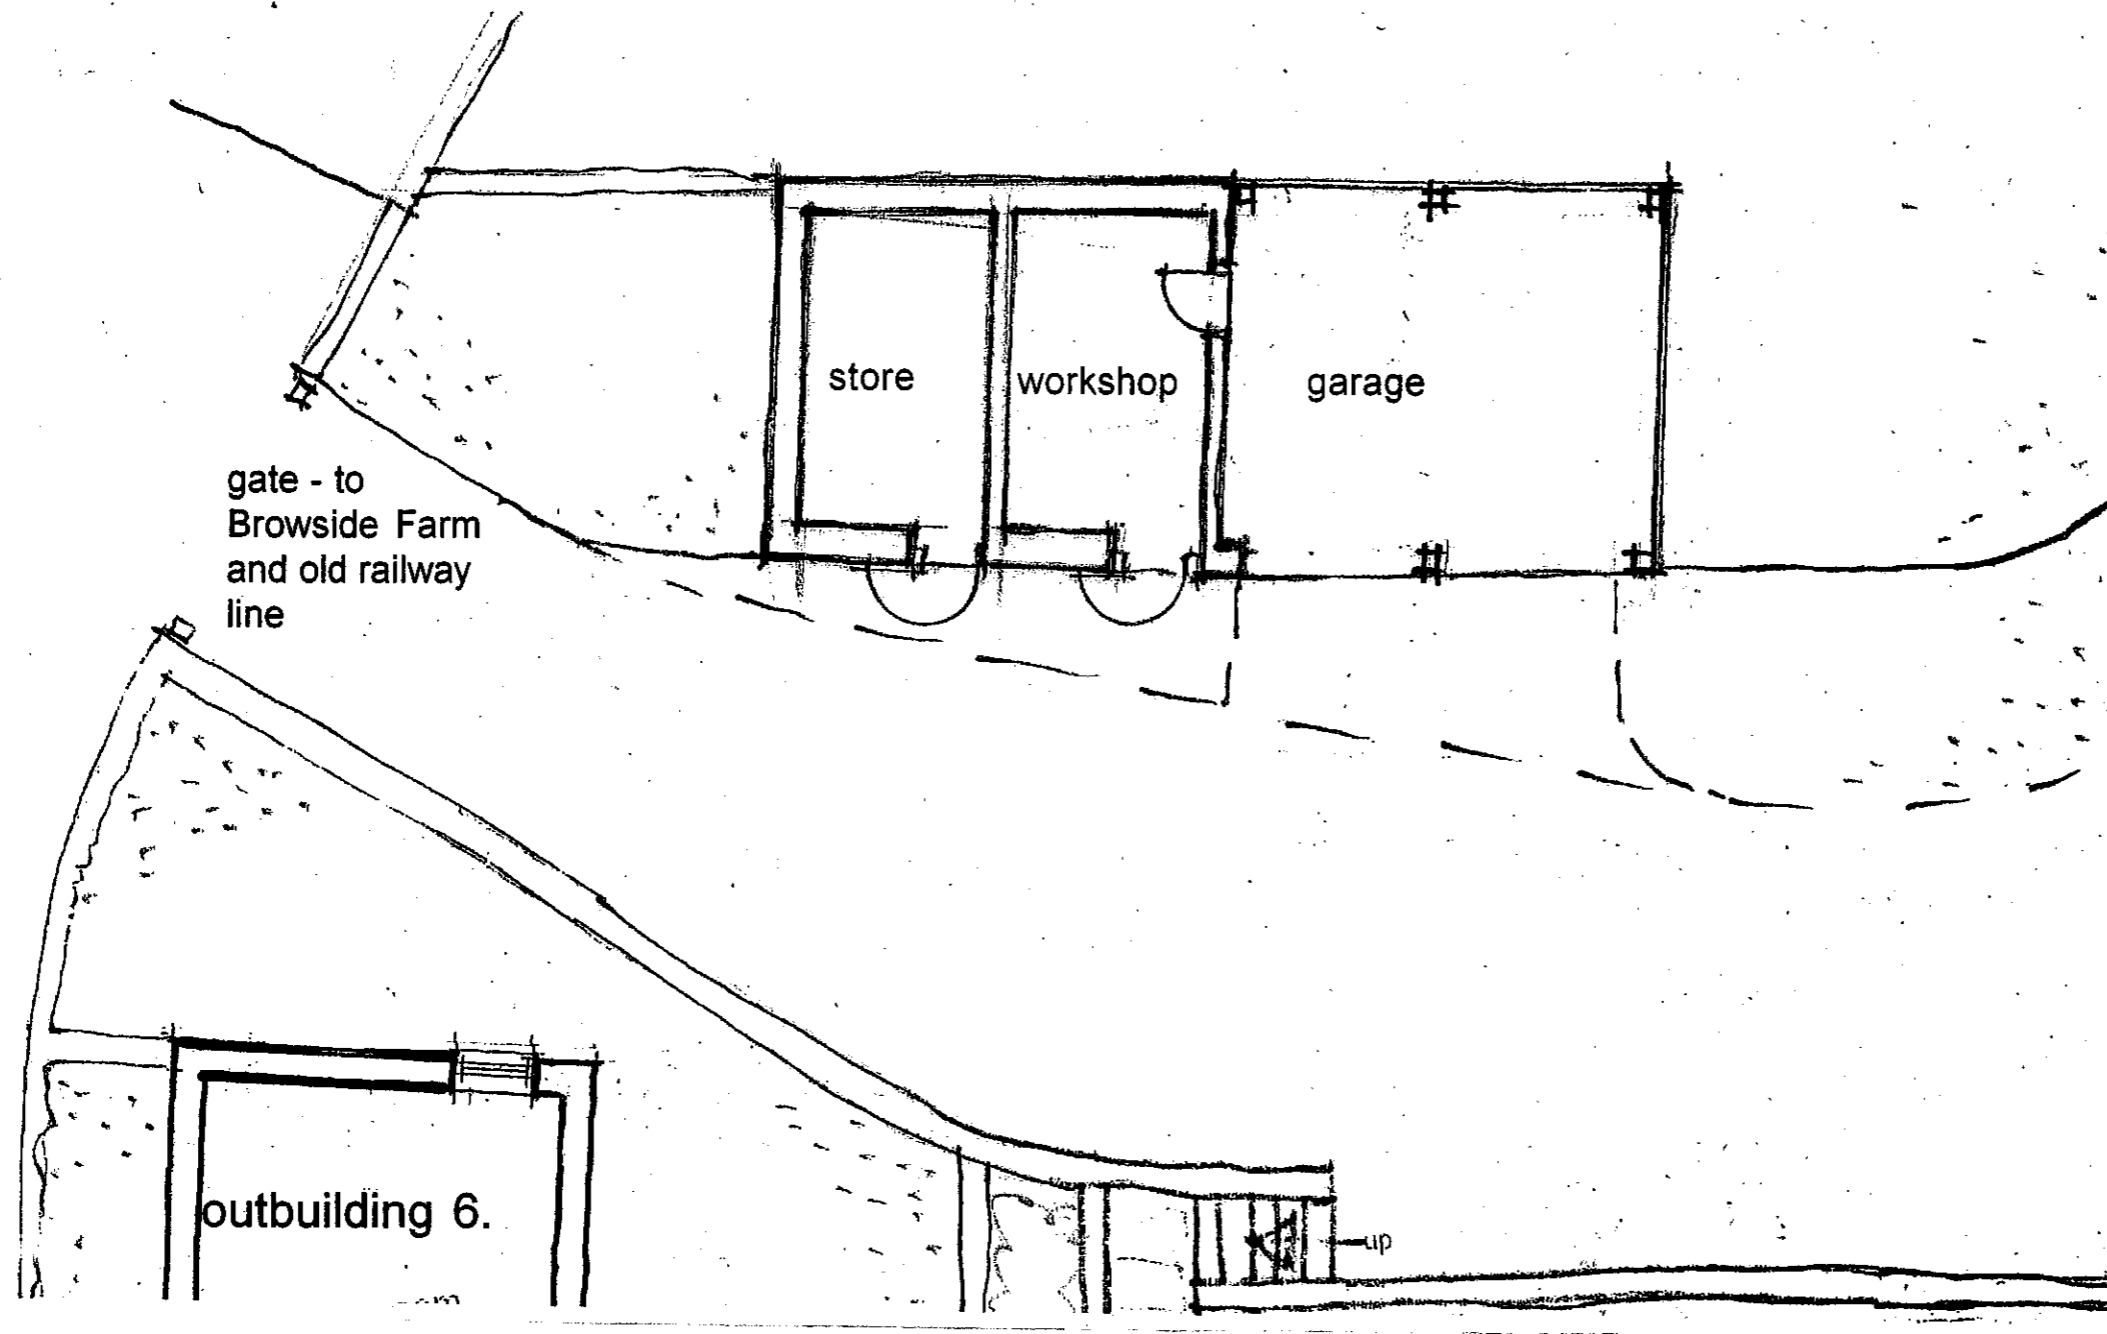 store
workshop
garage
gate - to
Browside Farm
and old railway
line
outbuilding 6.
up